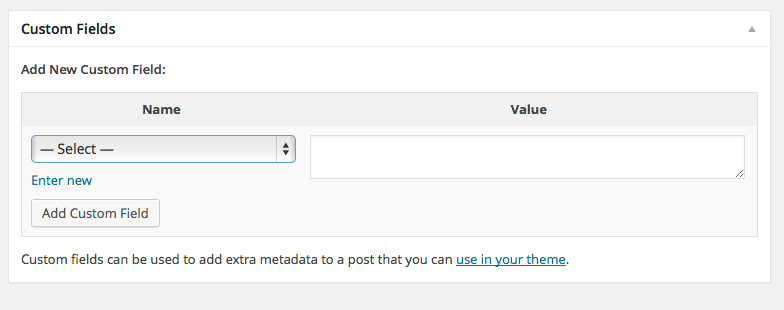 Custom Fields
Add New Custom Field:
Name Value
— Select —
Enter new
Add Custom Field
Custom fields can be used to add extra metadata to a post that you can use in your theme.